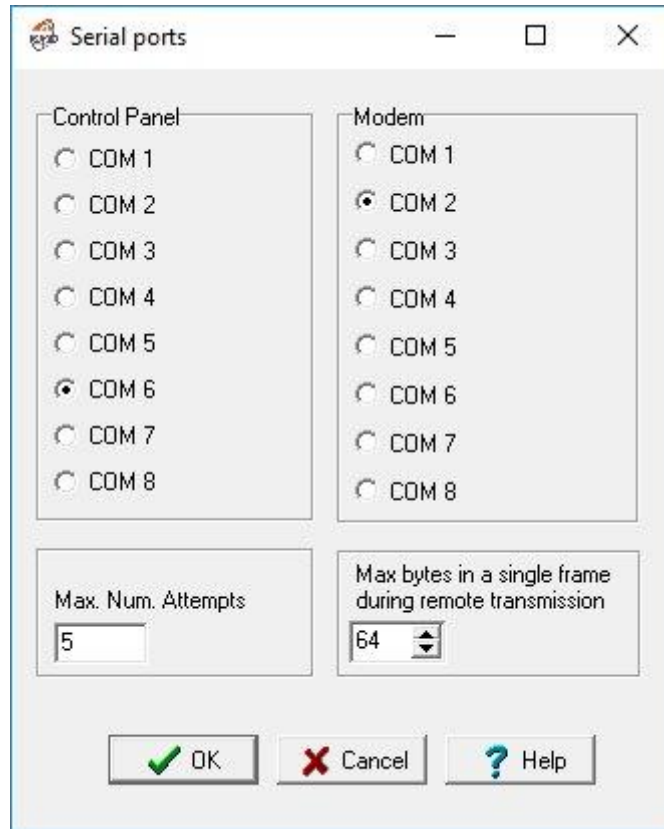 Serial ports
Control Panel
COM 1
COM 2
COM 3
COM 4
COM 5
COM 6
COM 7
COM 8
Modem
COM 1
COM 2
COM 3
COM 4
COM 5
COM 6
COM 7
COM 8
Max. Num. Attempts
5
Max bytes in a single frame
during remote transmission
64
OK
Cancel
? Help